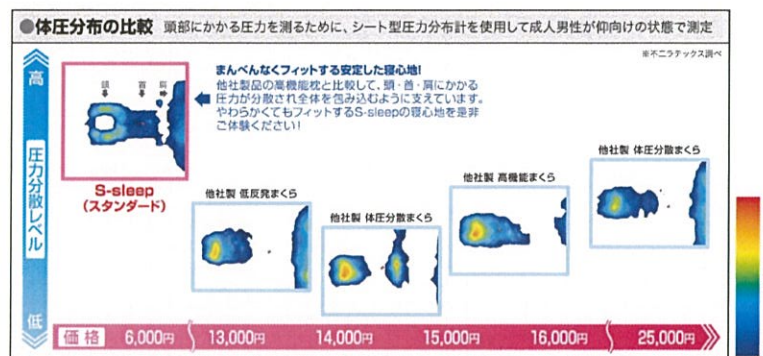 ●体圧分布の比較 頭部にかかる圧力を測るために、シート型圧力分布計を使用して成人男性が仰向けの状態で測定
※不二ラテックス調べ
高
圧力分散レベル
低
頭 首 肩
まんべんなくフィットする安定した寝心地!
他社製品の高機能枕と比較して、頭・首・肩にかかる
圧力が分散され全体を包み込むように支えています。
やわらかくてもフィットするS-sleepの寝心地を是非
ご体験ください!
S-sleep
(スタンダード)
他社製 低反発まくら
他社製 体圧分散まくら
他社製 高機能まくら
他社製 体圧分散まくら
価格 6,000円 13,000円 14,000円 15,000円 16,000円 25,000円